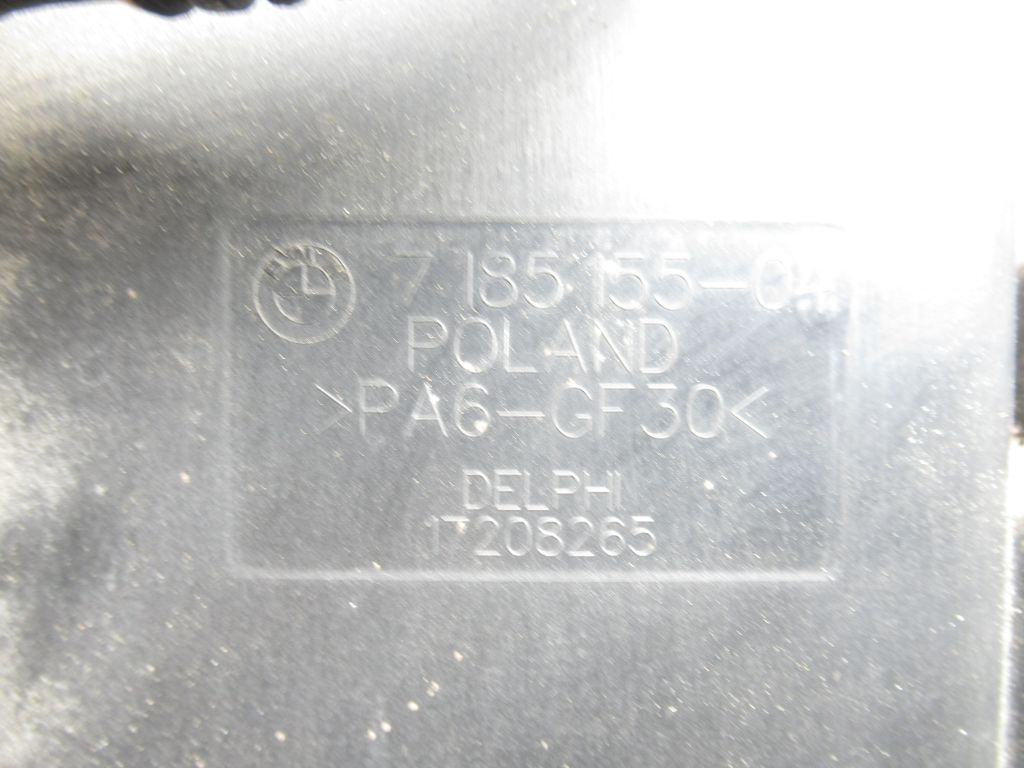 7 185 155-04
POLAND
>PA6-GF30<
DELPHI
17208265